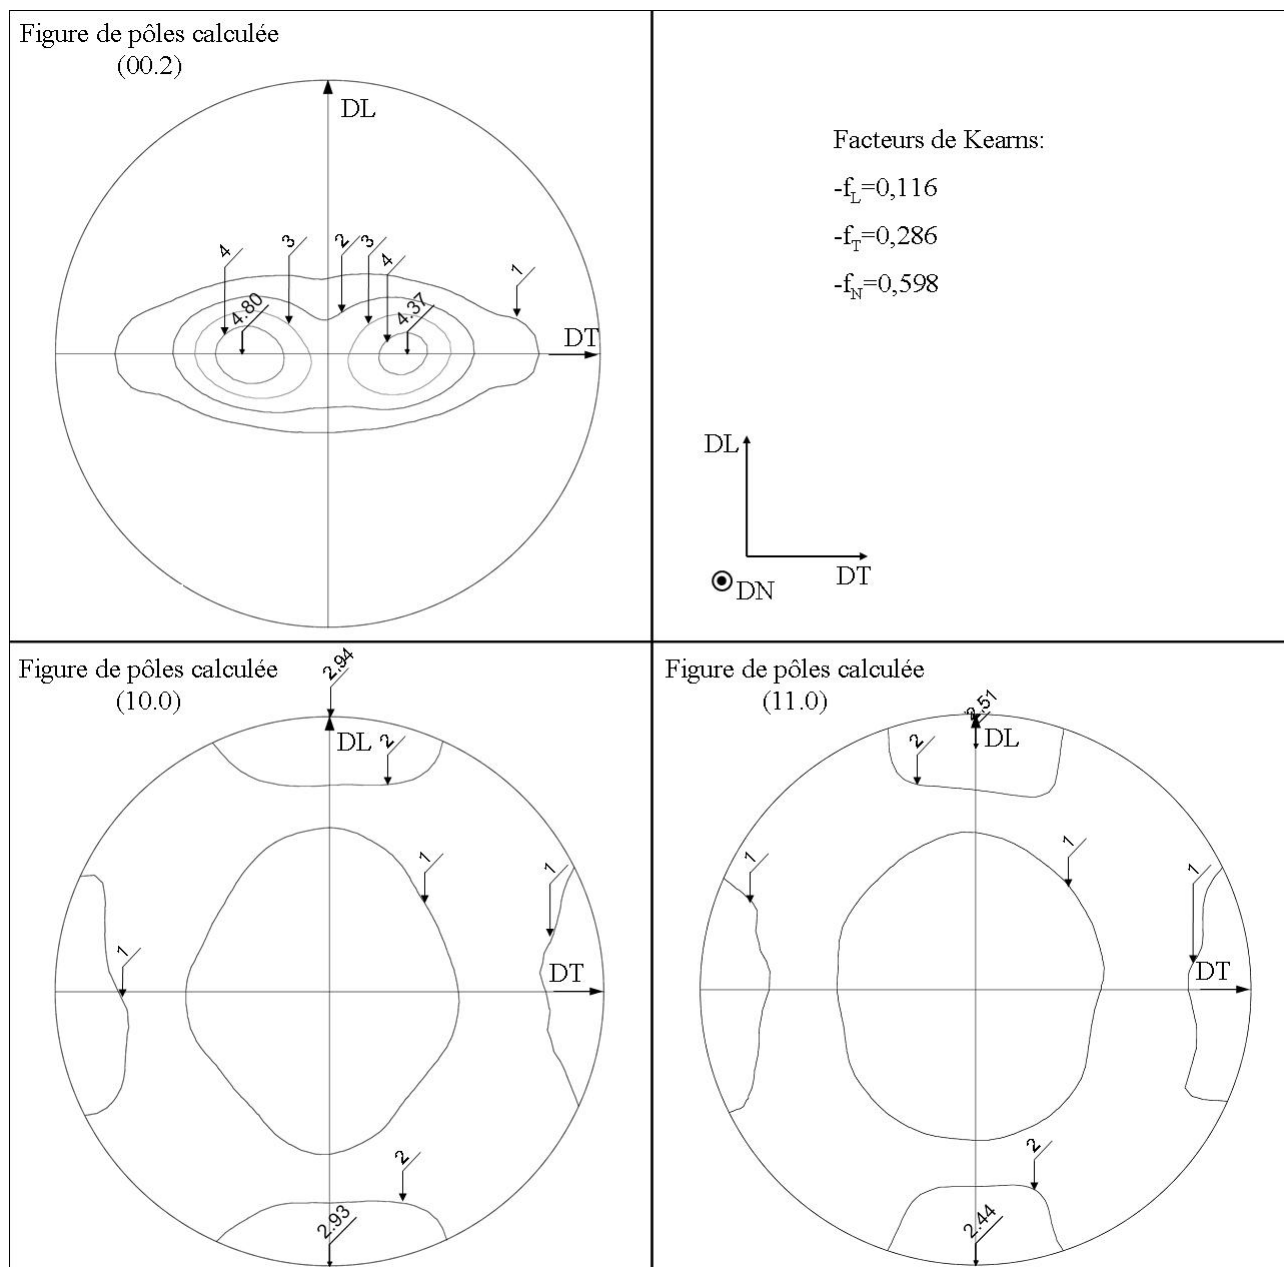 Figure de pôles calculée
(00.2)
DL
4
3
2
3
4
1
4.80
4.37
DT
Facteurs de Kearns:
-fL=0,116
-fT=0,286
-fN=0,598
DL
DT
DN
Figure de pôles calculée
(10.0)
2.94
DL
2
1
1
1
DT
2
2.93
Figure de pôles calculée
(11.0)
2.51
DL
2
1
1
1
DT
2
2.44